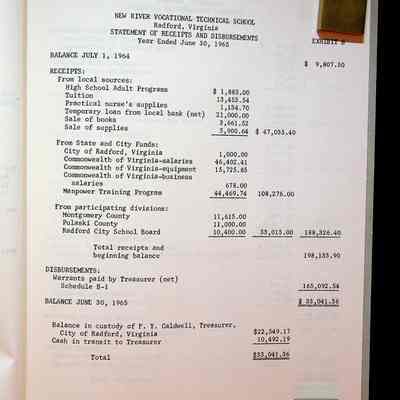 NEW RIVER VOCATIONAL TECHNICAL SCHOOL
Radford, Virginia
STATEMENT OF RECEIPTS AND DISBURSEMENTS
Year Ended June 30, 1965
EXHIBIT B
BALANCE JULY 1, 1964
$ 9,807.50
RECEIPTS:
From local sources:
High School Adult Programs $ 1,883.00
Tuition 13,453.54
Practical nurse's supplies 1,154.70
Temporary loan from local bank (net) 21,000.00
Sale of books 3,661.52
Sale of supplies 5,900.64 $ 47,053.40
From State and City Funds:
City of Radford, Virginia 1,000.00
Commonwealth of Virginia-salaries 46,402.41
Commonwealth of Virginia-equipment 15,725.85
Commonwealth of Virginia-business
salaries 678.00
Manpower Training Progrms 44,469.74 108,276.00
From participating divisions:
Montgomery County 11,615.00
Pulaski County 11,000.00
Radford City School Board 10,400.00 33,015.00 188,326.40
Total receipts and
beginning balance 198,133.90
DISBURSEMENTS:
Warrants paid by Treasurer (net)
Schedule B-1 165,092.54
BALANCE JUNE 30, 1965 $ 33,041.36
Balance in custody of F. Y. Caldwell, Treasurer,
City of Radford, Virginia $22,549.17
Cash in transit to Treasurer 10,492.19
Total $33,041.36